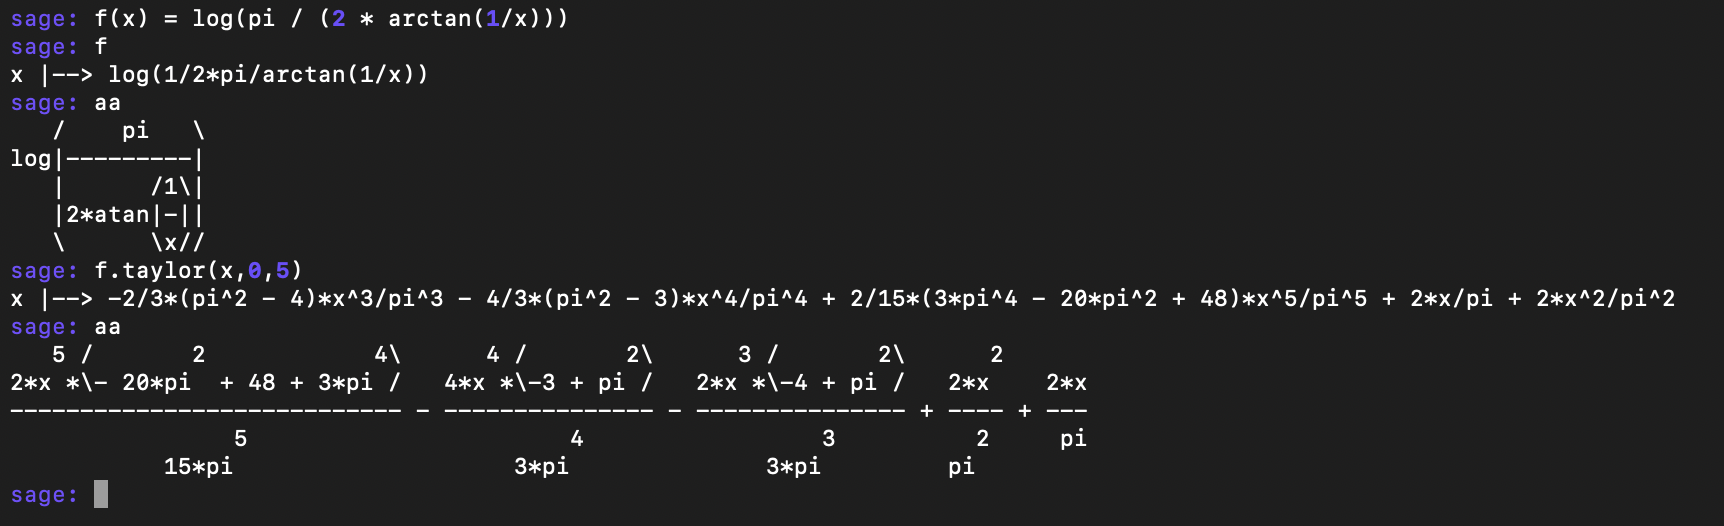 sage: f(x) = log(pi / (2 * arctan(1/x)))
sage: f
x |--> log(1/2*pi/arctan(1/x))
sage: aa
   /    pi   \
log|---------|
   |      /1\|
   |2*atan|-||
   \      \x//
sage: f.taylor(x,0,5)
x |--> -2/3*(pi^2 - 4)*x^3/pi^3 - 4/3*(pi^2 - 3)*x^4/pi^4 + 2/15*(3*pi^4 - 20*pi^2 + 48)*x^5/pi^5 + 2*x/pi + 2*x^2/pi^2
sage: aa
   5 /       2            4\      4 /       2\      3 /       2\      2
2*x *\- 20*pi  + 48 + 3*pi /   4*x *\-3 + pi /   2*x *\-4 + pi /   2*x    2*x
---------------------------- - --------------- - --------------- + ---- + ---
                5                       4                 3          2     pi
           15*pi                    3*pi              3*pi         pi
sage: